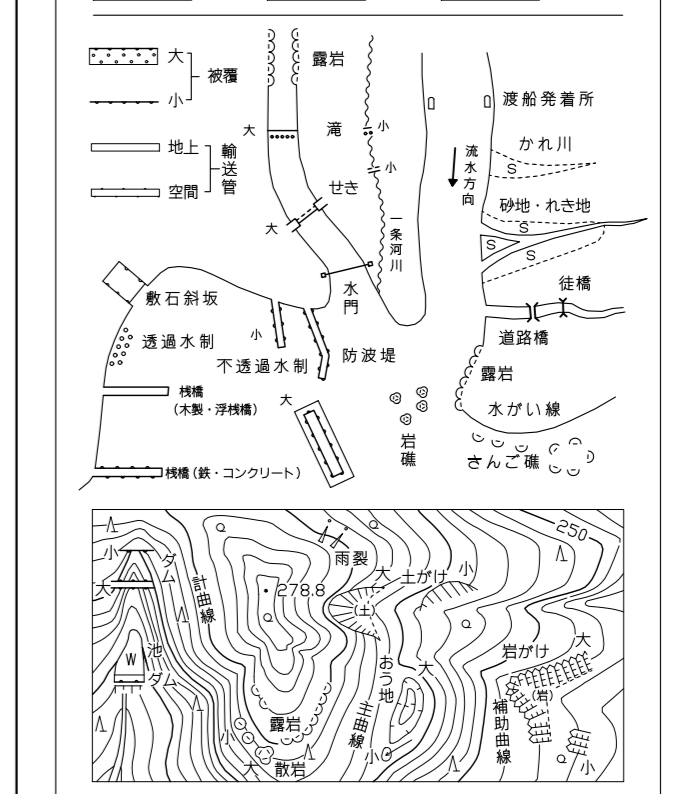 大
小
被覆
地上
空間
輸送管
露岩
大
滝
小
小
せき
大
一条河川
流水方向
渡船発着所
かれ川
S
砂地・れき地
S
S
徒橋
道路橋
露岩
水がい線
さんご礁
水門
敷石斜坂
透過水制
小
不透過水制
防波堤
桟橋
(木製・浮桟橋)
大
岩礁
桟橋(鉄・コンクリート)
小
大
ダム
計曲線
278.8
雨裂
大
土がけ
小
(土)
250
池
W
ダム
おう地
大
岩がけ
大
(岩)
露岩
主曲線
補助曲線
小
大
散岩
小
小